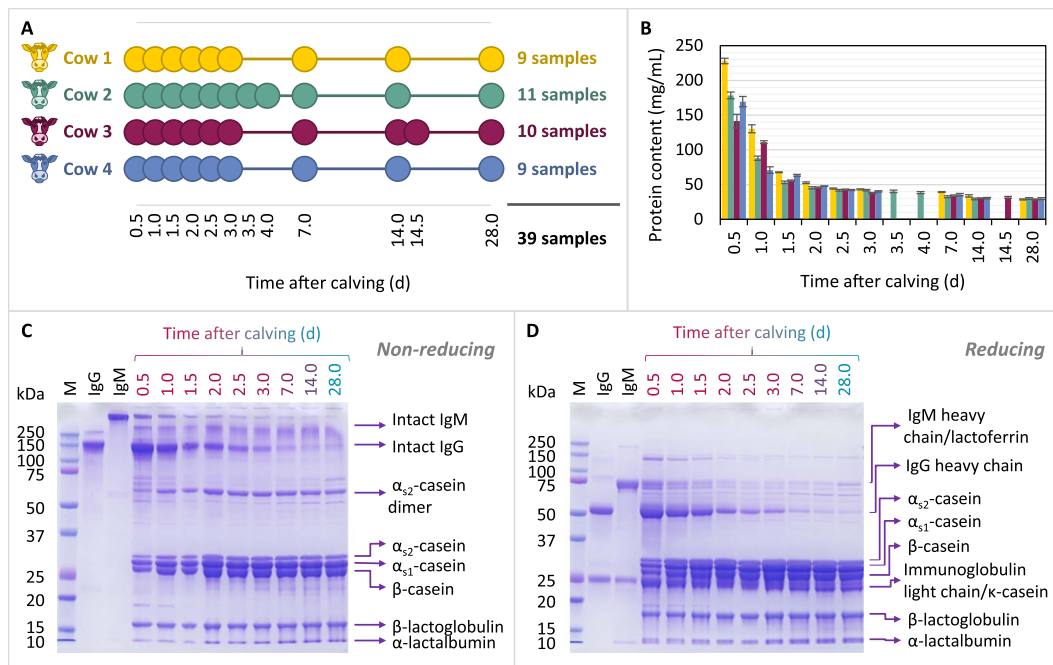 A
Cow 1
9 samples
Cow 2
11 samples
Cow 3
10 samples
Cow 4
9 samples
0.5
1.0
1.5
2.0
2.5
3.0
3.5
4.0
7.0
14.0
14.5
28.0
39 samples
Time after calving (d)
B
Protein content (mg/mL)
250
200
150
100
50
0
0.5
1.0
1.5
2.0
2.5
3.0
3.5
4.0
7.0
14.0
14.5
28.0
Time after calving (d)
C
Time after calving (d)
Non-reducing
kDa
M
IgG
IgM
0.5
1.0
1.5
2.0
2.5
3.0
7.0
14.0
28.0
250
150
100
75
50
37
25
20
15
10
Intact IgM
Intact IgG
αs2-casein
dimer
αs2-casein
αs1-casein
β-casein
β-lactoglobulin
α-lactalbumin
D
Time after calving (d)
Reducing
kDa
M
IgG
IgM
0.5
1.0
1.5
2.0
2.5
3.0
7.0
14.0
28.0
250
150
100
75
50
37
25
20
15
10
IgM heavy
chain/lactoferrin
IgG heavy chain
αs2-casein
αs1-casein
β-casein
Immunoglobulin
light chain/κ-casein
β-lactoglobulin
α-lactalbumin